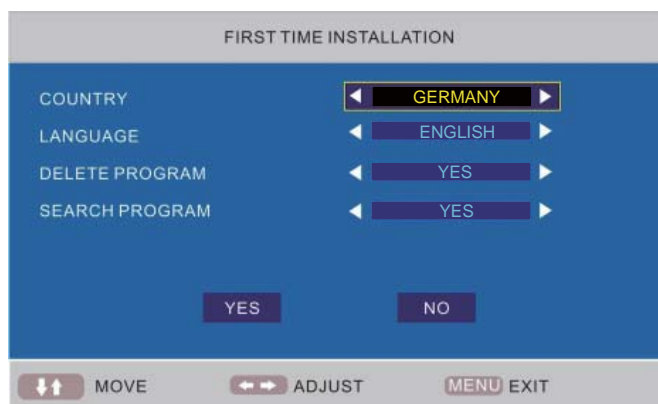 FIRST TIME INSTALLATION
COUNTRY GERMANY
LANGUAGE ENGLISH
DELETE PROGRAM YES
SEARCH PROGRAM YES
YES NO
MOVE ADJUST MENU EXIT